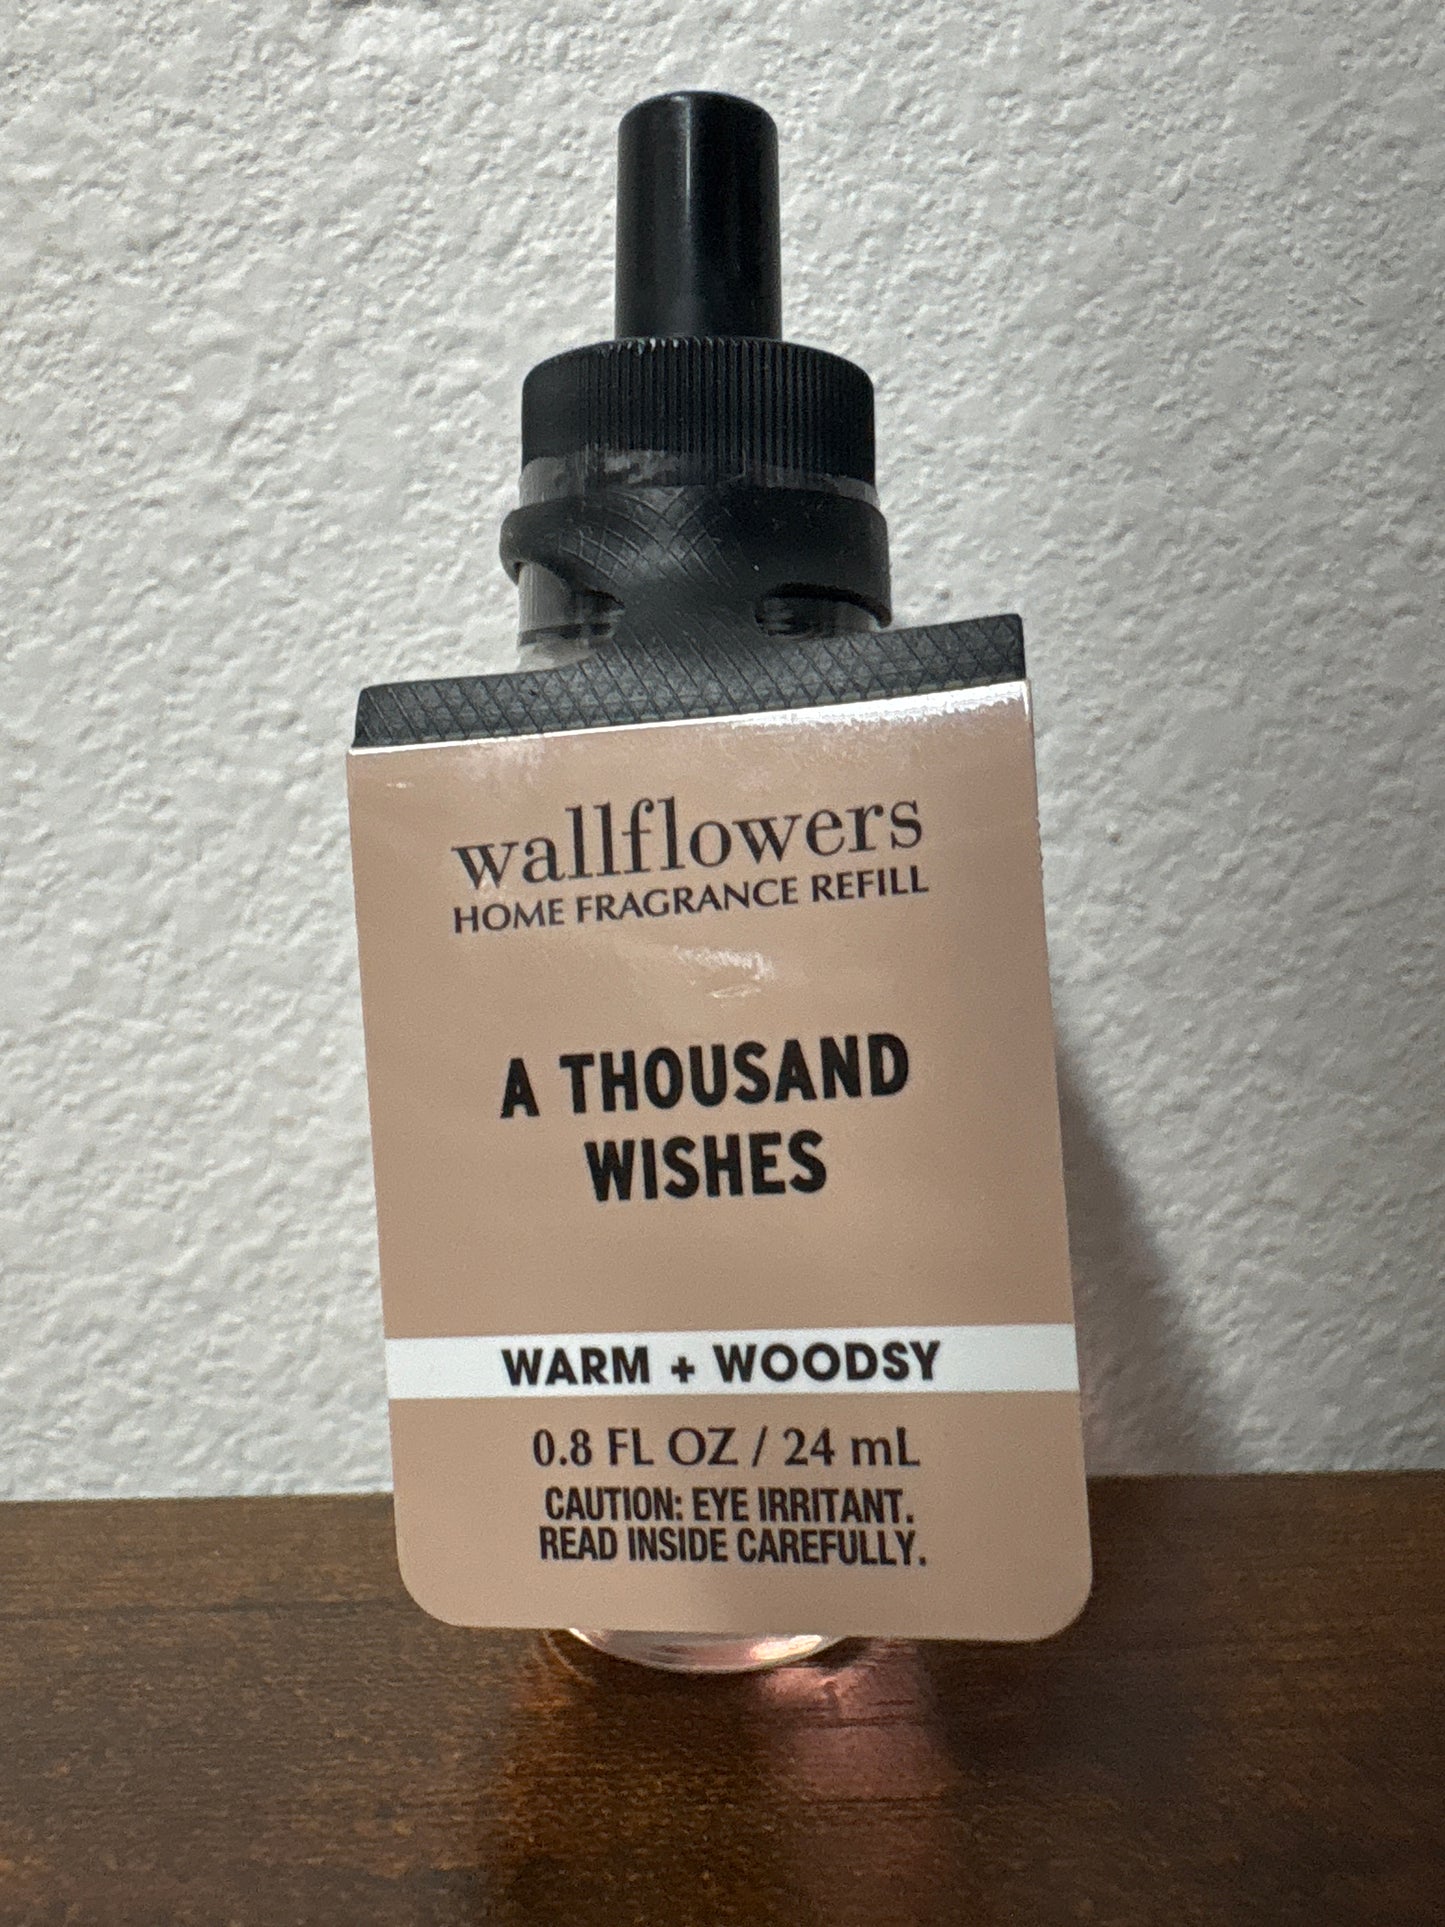 wallflowers
HOME FRAGRANCE REFILL
A THOUSAND
WISHES
WARM + WOODSY
0.8 FL OZ / 24 mL
CAUTION: EYE IRRITANT.
READ INSIDE CAREFULLY.